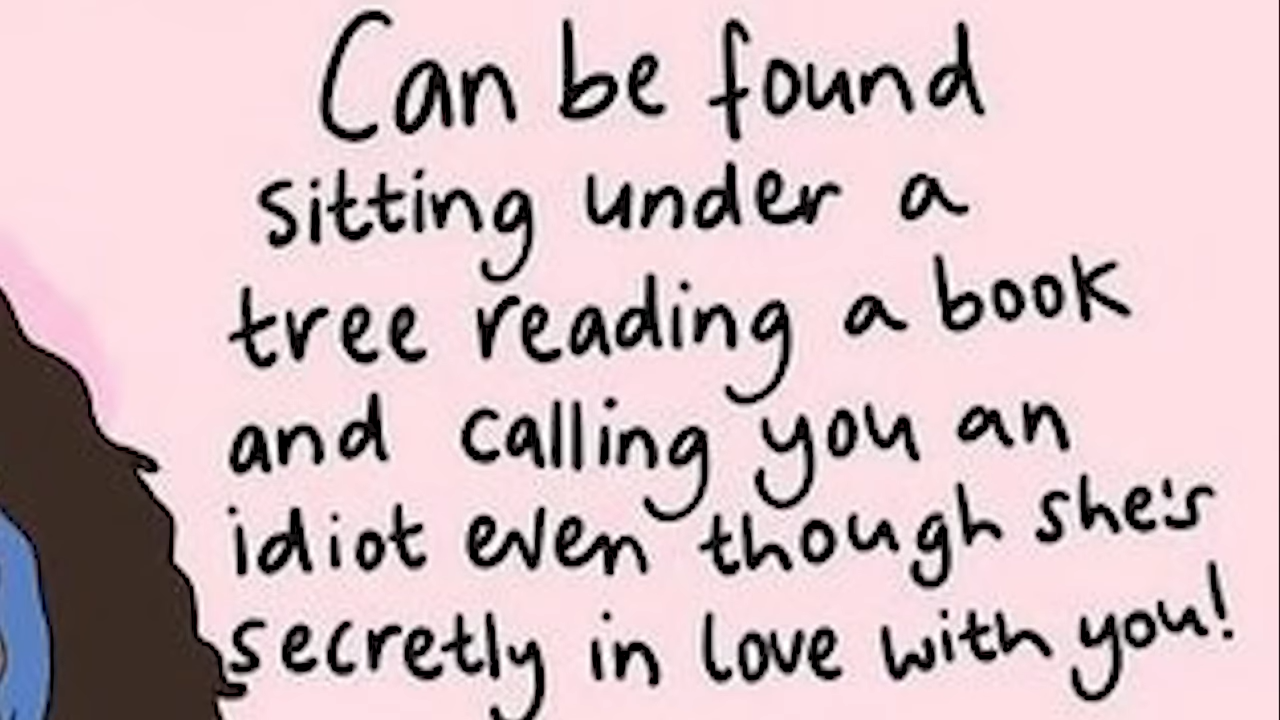 Can be found
sitting under a
tree reading a book
and calling you an
idiot even though she's
secretly in love with you!